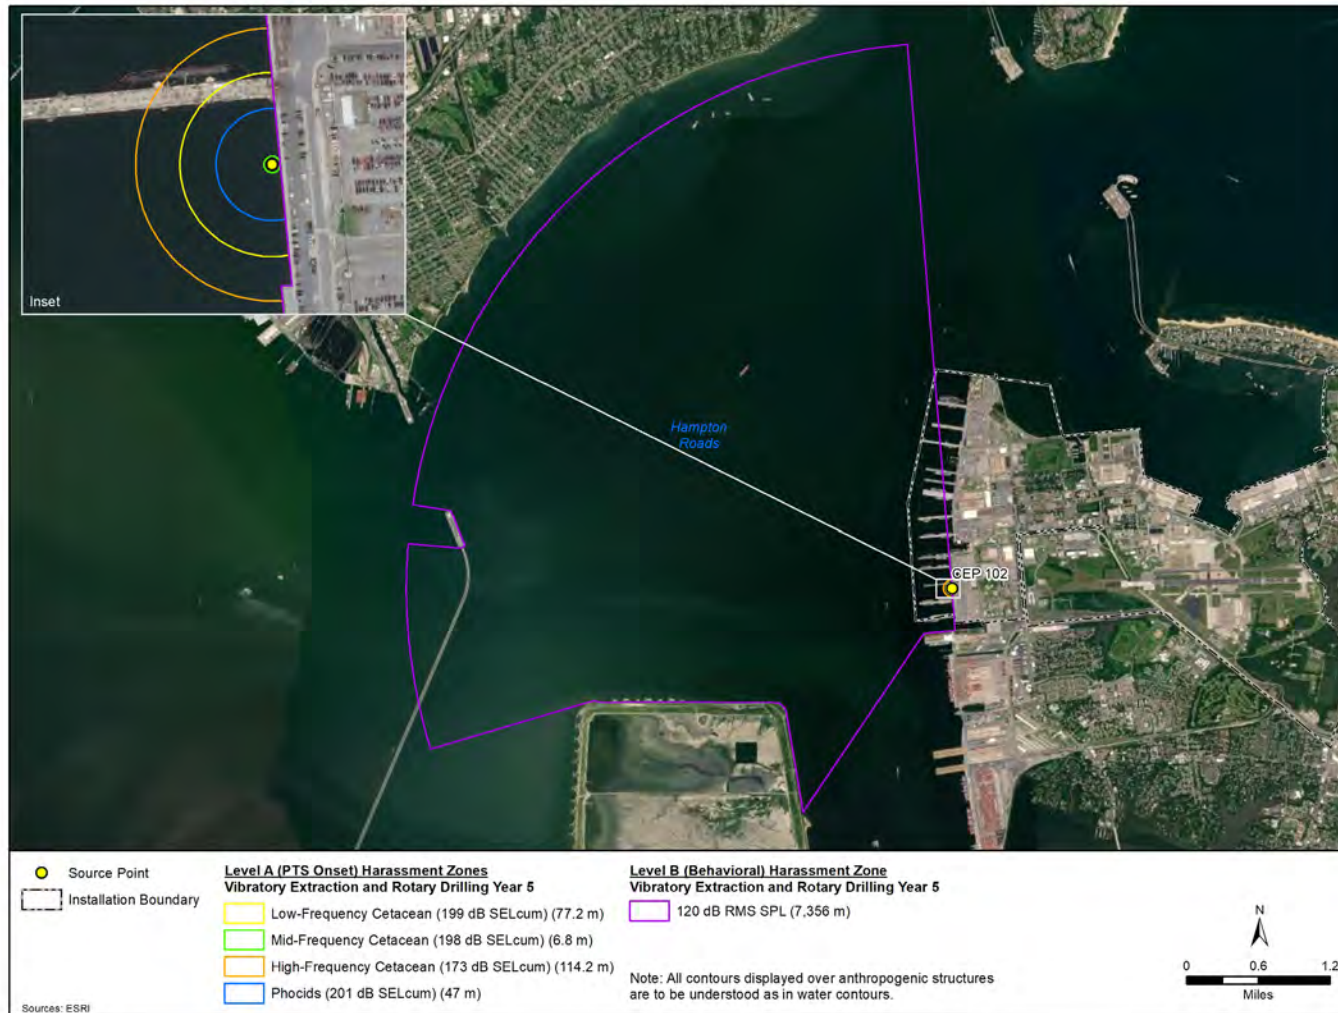 Inset
Hampton
Roads
CEP 102
Source Point
Installation Boundary
Level A (PTS Onset) Harassment Zones
Vibratory Extraction and Rotary Drilling Year 5
Low-Frequency Cetacean (199 dB SELcum) (77.2 m)
Mid-Frequency Cetacean (198 dB SELcum) (6.8 m)
High-Frequency Cetacean (173 dB SELcum) (114.2 m)
Phocids (201 dB SELcum) (47 m)
Level B (Behavioral) Harassment Zone
Vibratory Extraction and Rotary Drilling Year 5
120 dB RMS SPL (7,356 m)
Note: All contours displayed over anthropogenic structures
are to be understood as in water contours.
N
0 0.6 1.2
Miles
Sources: ESRI